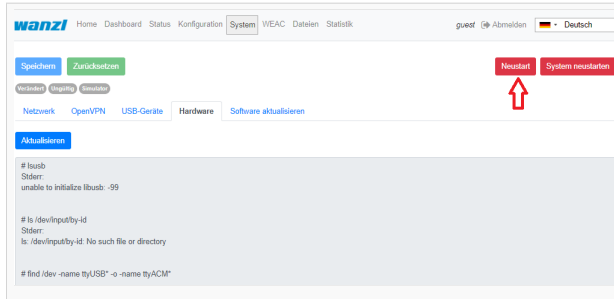 wanzl Home Dashboard Status Konfiguration System WEAC Dateien Statistik guest Abmelden Deutsch
Speichern Zurücksetzen Neustart System neustarten
Verändert Ungültig Simulator
Netzwerk OpenVPN USB-Geräte Hardware Software aktualisieren
Aktualisieren
# lsusb
Stderr:
unable to initialize libusb: -99
# ls /dev/input/by-id
Stderr:
ls: /dev/input/by-id: No such file or directory
# find /dev -name ttyUSB* -o -name ttyACM*